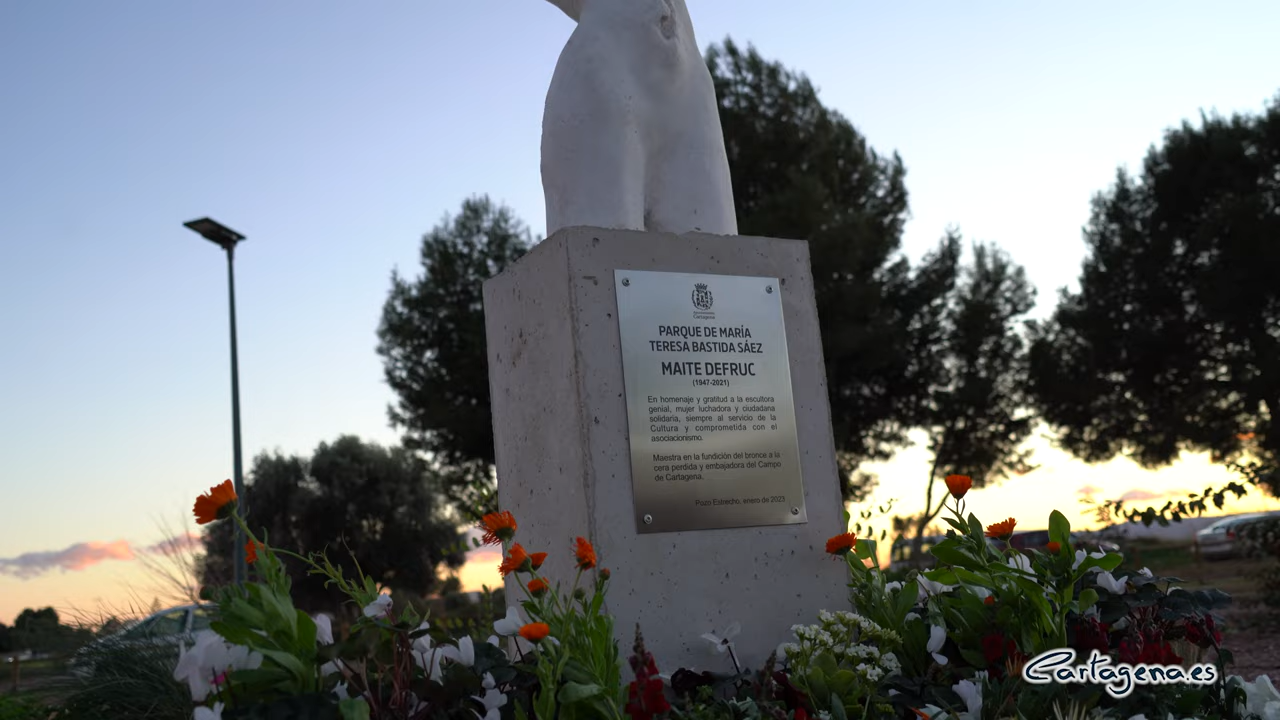 Cartagena
PARQUE DE MARÍA
TERESA BASTIDA SÁEZ
MAITE DEFRUC
(1947-2021)
En homenaje y gratitud a la escultora
genial, mujer luchadora y ciudadana
solidaria, siempre al servicio de la
Cultura y comprometida con el
asociacionismo.
Maestra en la fundición del bronce a la
cera perdida y embajadora del Campo
de Cartagena.
Pozo Estrecho, enero de 2023
Cartagena.es